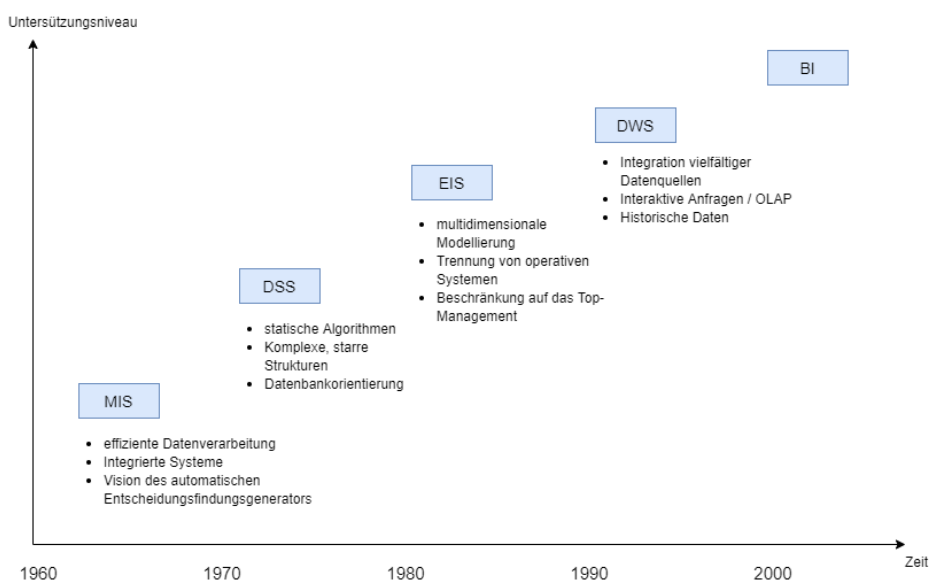 Untersützungsniveau
BI
DWS
Integration vielfältiger
Datenquellen
Interaktive Anfragen / OLAP
Historische Daten
EIS
multidimensionale
Modellierung
Trennung von operativen
Systemen
Beschränkung auf das Top-
Management
DSS
statische Algorithmen
Komplexe, starre
Strukturen
Datenbankorientierung
MIS
effiziente Datenverarbeitung
Integrierte Systeme
Vision des automatischen
Entscheidungsfindungsgenerators
Zeit
1960 1970 1980 1990 2000